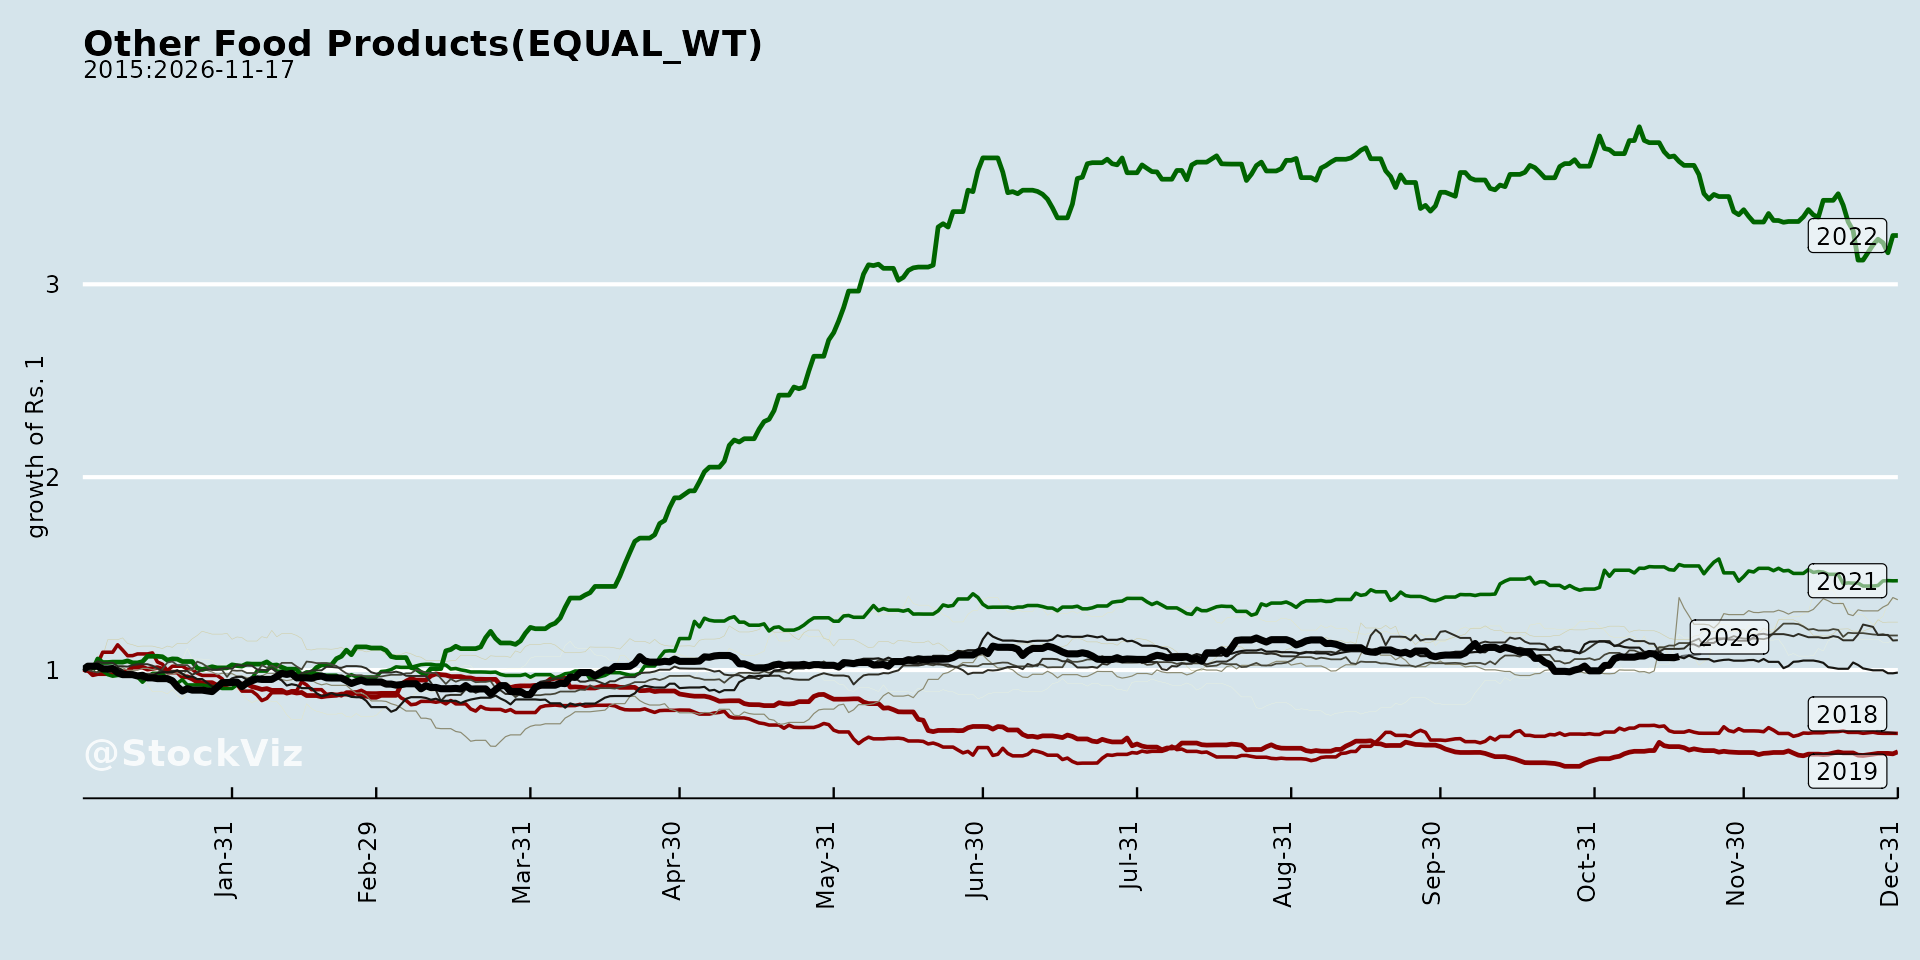 Other Food Products(EQUAL_WT)
2015:2026-11-17
growth of Rs. 1
3
2
1
2022
2021
2026
2018
2019
@StockViz
Jan-31
Feb-29
Mar-31
Apr-30
May-31
Jun-30
Jul-31
Aug-31
Sep-30
Oct-31
Nov-30
Dec-31